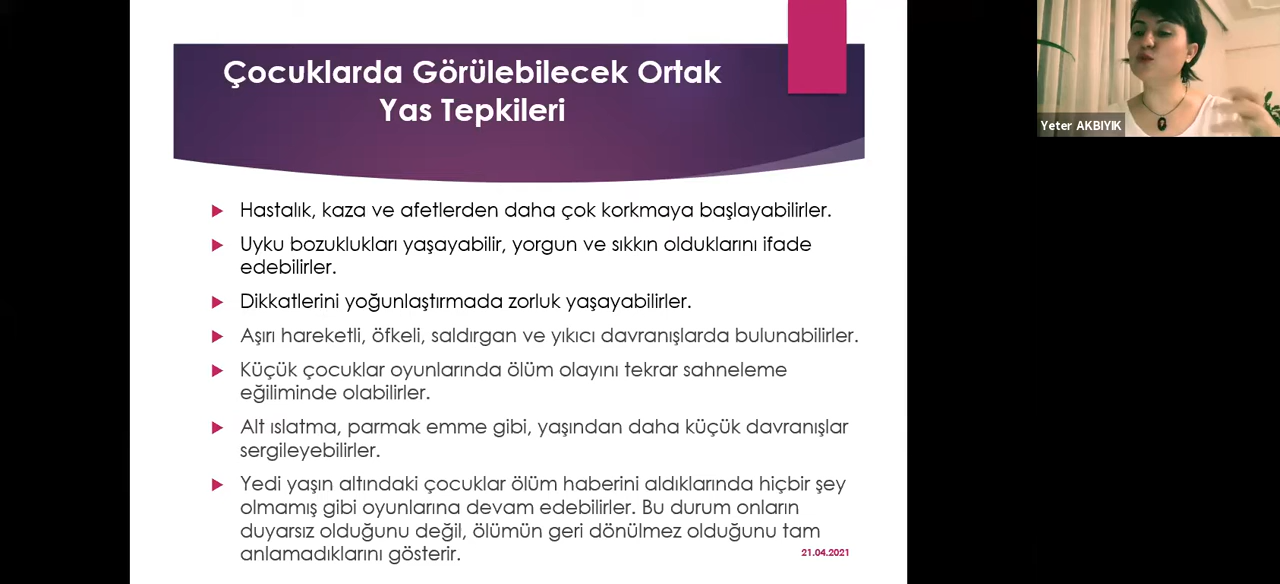 Çocuklarda Görülebilecek Ortak
Yas Tepkileri
Yeter AKBIYIK
Hastalık, kaza ve afetlerden daha çok korkmaya başlayabilirler.
Uyku bozuklukları yaşayabilir, yorgun ve sıkkın olduklarını ifade
edebilirler.
Dikkatlerini yoğunlaştırmada zorluk yaşayabilirler.
Aşırı hareketli, öfkeli, saldırgan ve yıkıcı davranışlarda bulunabilirler.
Küçük çocuklar oyunlarında ölüm olayını tekrar sahneleme
eğiliminde olabilirler.
Alt ıslatma, parmak emme gibi, yaşından daha küçük davranışlar
sergileyebilirler.
Yedi yaşın altındaki çocuklar ölüm haberini aldıklarında hiçbir şey
olmamış gibi oyunlarına devam edebilirler. Bu durum onların
duyarsız olduğunu değil, ölümün geri dönülmez olduğunu tam
anlamadıklarını gösterir.
21.04.2021